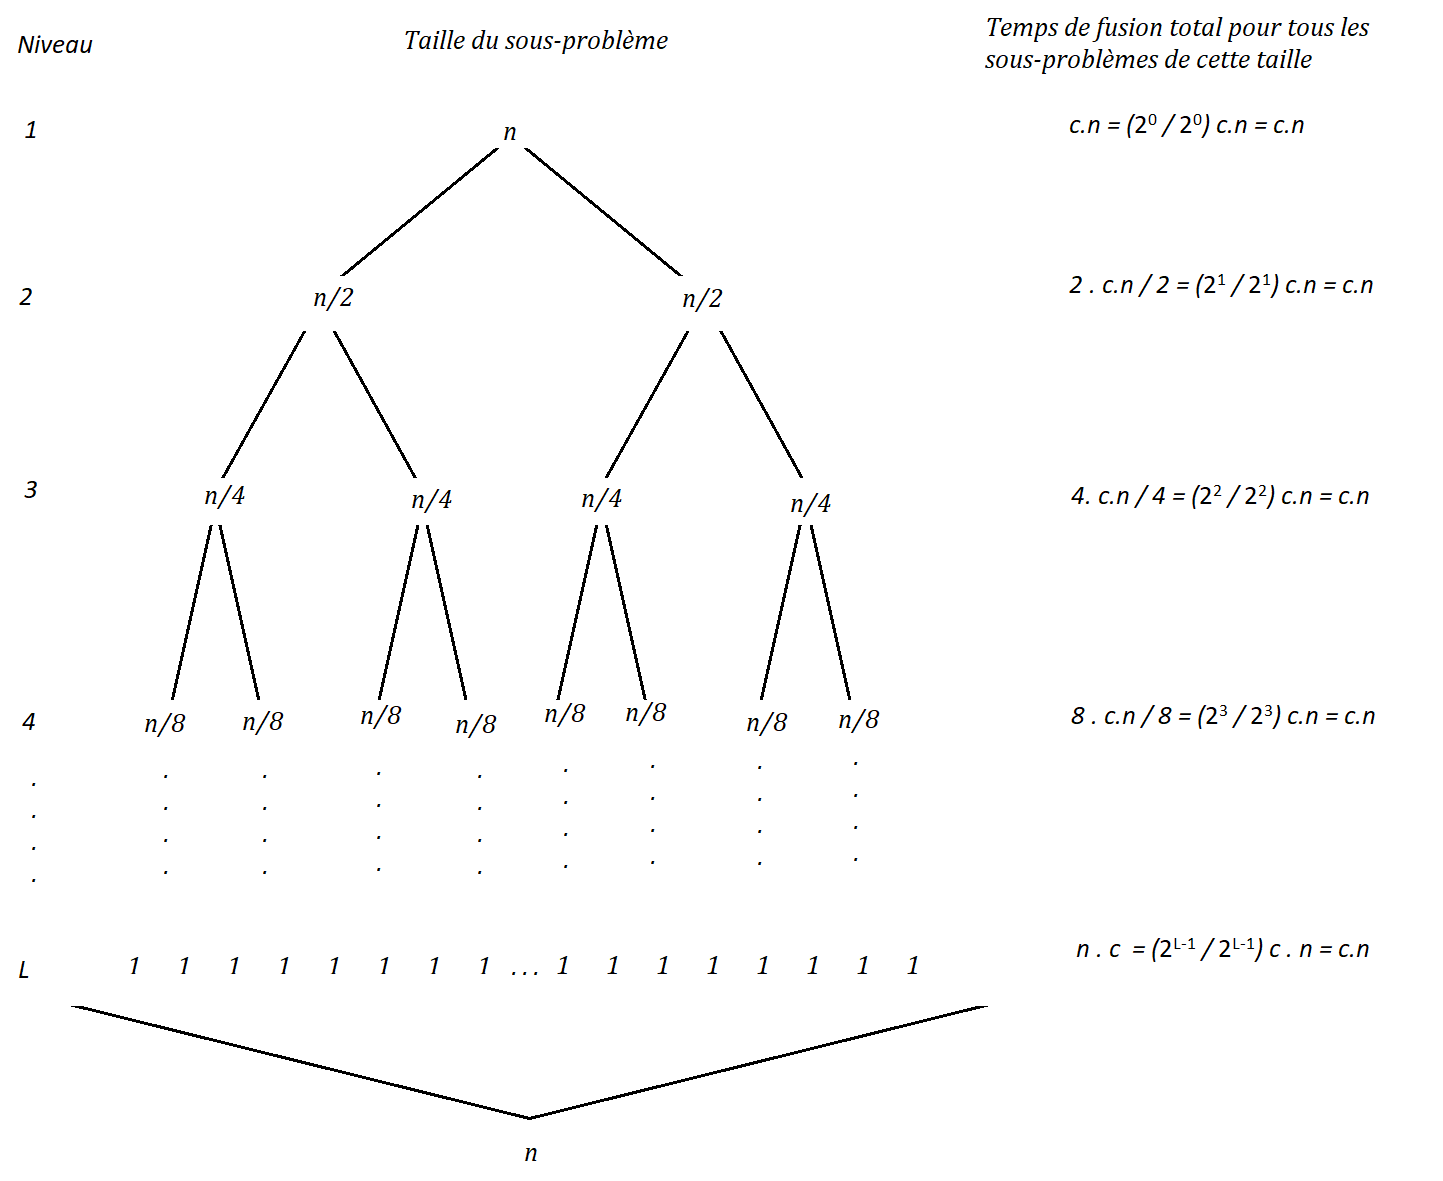 Niveau Taille du sous-problème Temps de fusion total pour tous les
sous-problèmes de cette taille
1 n c.n = (2⁰ / 2⁰) c.n = c.n
2 n/2 n/2 2 . c.n / 2 = (2¹ / 2¹) c.n = c.n
3 n/4 n/4 n/4 n/4 4. c.n / 4 = (2² / 2²) c.n = c.n
4 n/8 n/8 n/8 n/8 n/8 n/8 n/8 n/8 8 . c.n / 8 = (2³ / 2³) c.n = c.n
. . . . . . . . .
. . . . . . . . .
. . . . . . . . .
. . . . . . . . .
L 1 1 1 1 1 1 1 1 ... 1 1 1 1 1 1 1 1 n . c = (2ᴸ⁻¹ / 2ᴸ⁻¹) c . n = c.n
n